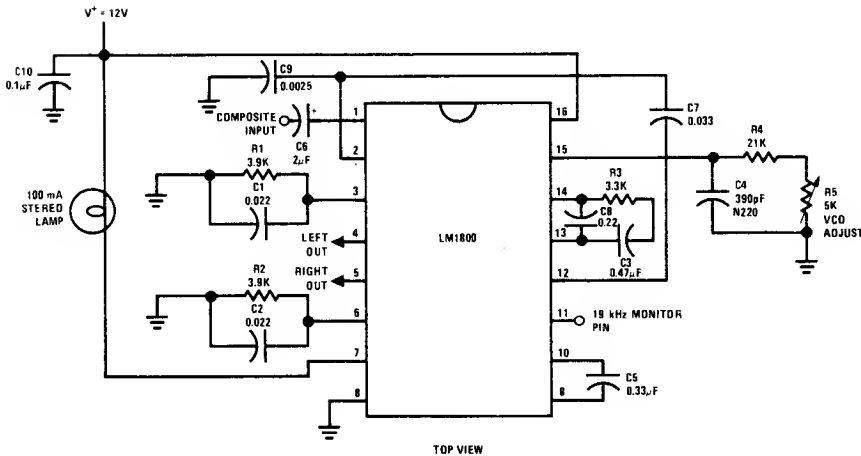 V+ = 12V
C10
0.1μF
C9
0.0025
COMPOSITE
INPUT
+
C6
2μF
R1
3.9K
C1
0.022
100 mA
STERED
LAMP
LEFT
OUT
RIGHT
OUT
R2
3.9K
C2
0.022
1
2
3
4
5
6
7
8
LM1800
16
15
14
13
12
11
10
8
C7
0.033
R4
21K
R3
3.3K
C8
0.22
C3
0.47μF
C4
390pF
N220
R5
5K
VCO
ADJUST
19 kHz MONITOR
PIN
C5
0.33μF
TOP VIEW